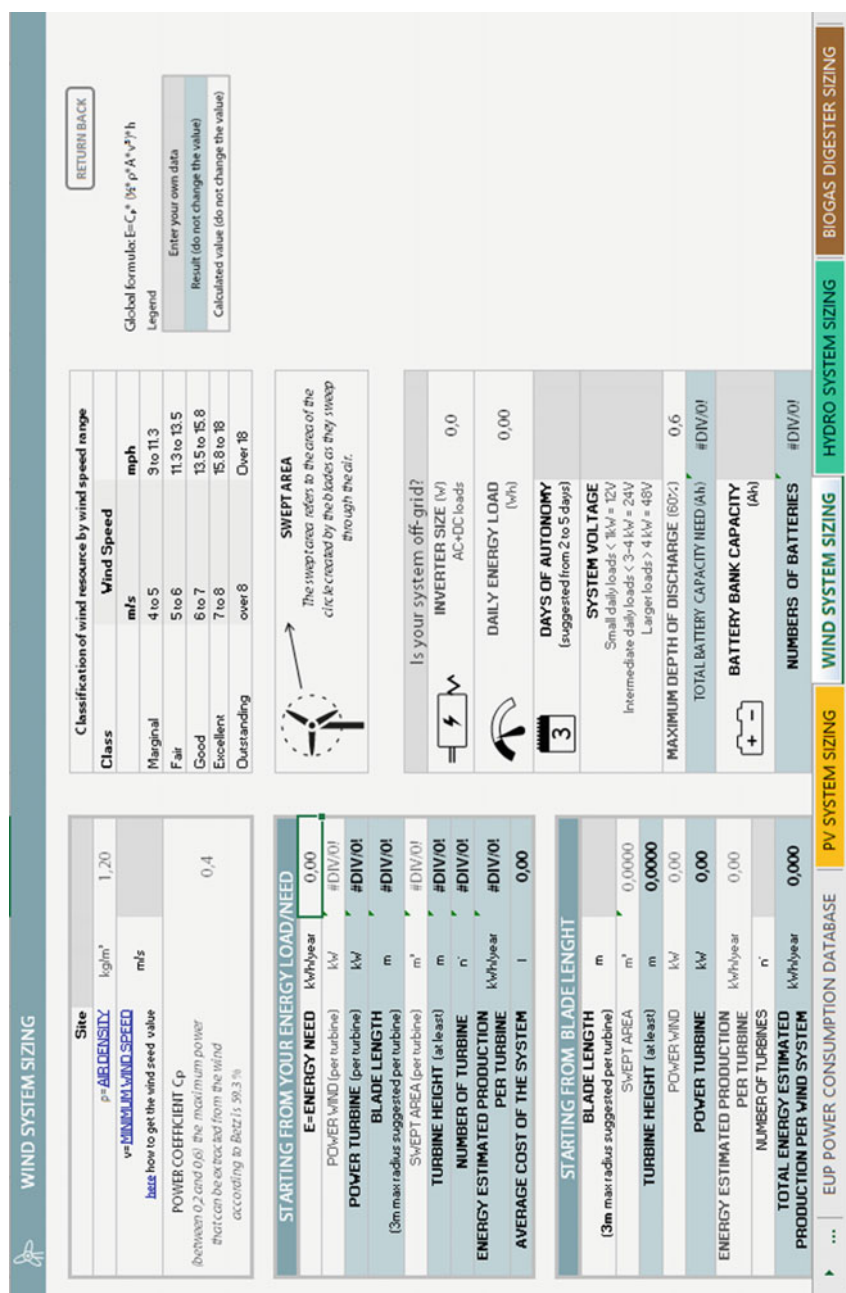 WIND SYSTEM SIZING
Site
ρ= AIR DENSITY kg/m³ 1,20
v= MINIMUM WIND SPEED m/s
here how to get the wind seed value
POWER COEFFICIENT Cp
(between 0,2 and 0,6) the maximum power
that can be extracted from the wind
according to Betz is 59.3 %
0,4
STARTING FROM YOUR ENERGY LOAD/NEED
E=ENERGY NEED kWh/year 0,00
POWER WIND (per turbine) kW #DIV/0!
POWER TURBINE (per turbine) kW #DIV/0!
BLADE LENGTH
(3m max radius suggested per turbine)
m #DIV/0!
SWEPT AREA (per turbine) m² #DIV/0!
TURBINE HEIGHT (at least) m #DIV/0!
NUMBER OF TURBINE n° #DIV/0!
ENERGY ESTIMATED PRODUCTION
PER TURBINE
kWh/year #DIV/0!
AVERAGE COST OF THE SYSTEM I 0,00
STARTING FROM BLADE LENGHT
BLADE LENGTH
(3m max radius suggested per turbine)
m
SWEPT AREA m² 0,0000
TURBINE HEIGHT (at least) m 0,0000
POWER WIND kW 0,00
POWER TURBINE kW 0,00
ENERGY ESTIMATED PRODUCTION
PER TURBINE
kWh/year 0,00
NUMBER OF TURBINES n°
TOTAL ENERGY ESTIMATED
PRODUCTION PER WIND SYSTEM
kWh/year 0,000
Classification of wind resource by wind speed range
Class Wind Speed
m/s mph
Marginal 4 to 5 9 to 11.3
Fair 5 to 6 11.3 to 13.5
Good 6 to 7 13.5 to 15.8
Excellent 7 to 8 15.8 to 18
Outstanding over 8 Over 18
SWEPT AREA
The swept area refers to the area of the
circle created by the blades as they sweep
through the air.
Is your system off-grid?
INVERTER SIZE (W)
AC+DC loads
0,0
DAILY ENERGY LOAD
(Wh)
0,00
3
DAYS OF AUTONOMY
(suggested from 2 to 5 days)
SYSTEM VOLTAGE
Small daily loads < 1kW = 12V
Intermediate daily loads < 3-4 kW = 24V
Larger loads > 4 kW = 48V
MAXIMUM DEPTH OF DISCHARGE (60%) 0,6
TOTAL BATTERY CAPACITY NEED (Ah) #DIV/0!
+ -
BATTERY BANK CAPACITY
(Ah)
NUMBERS OF BATTERIES #DIV/0!
RETURN BACK
Global formula: E=Cₚ* (½* ρ*A*v³)* h
Legend
Enter your own data
Result (do not change the value)
Calculated value (do not change the value)
... EUP POWER CONSUMPTION DATABASE PV SYSTEM SIZING WIND SYSTEM SIZING HYDRO SYSTEM SIZING BIOGAS DIGESTER SIZING